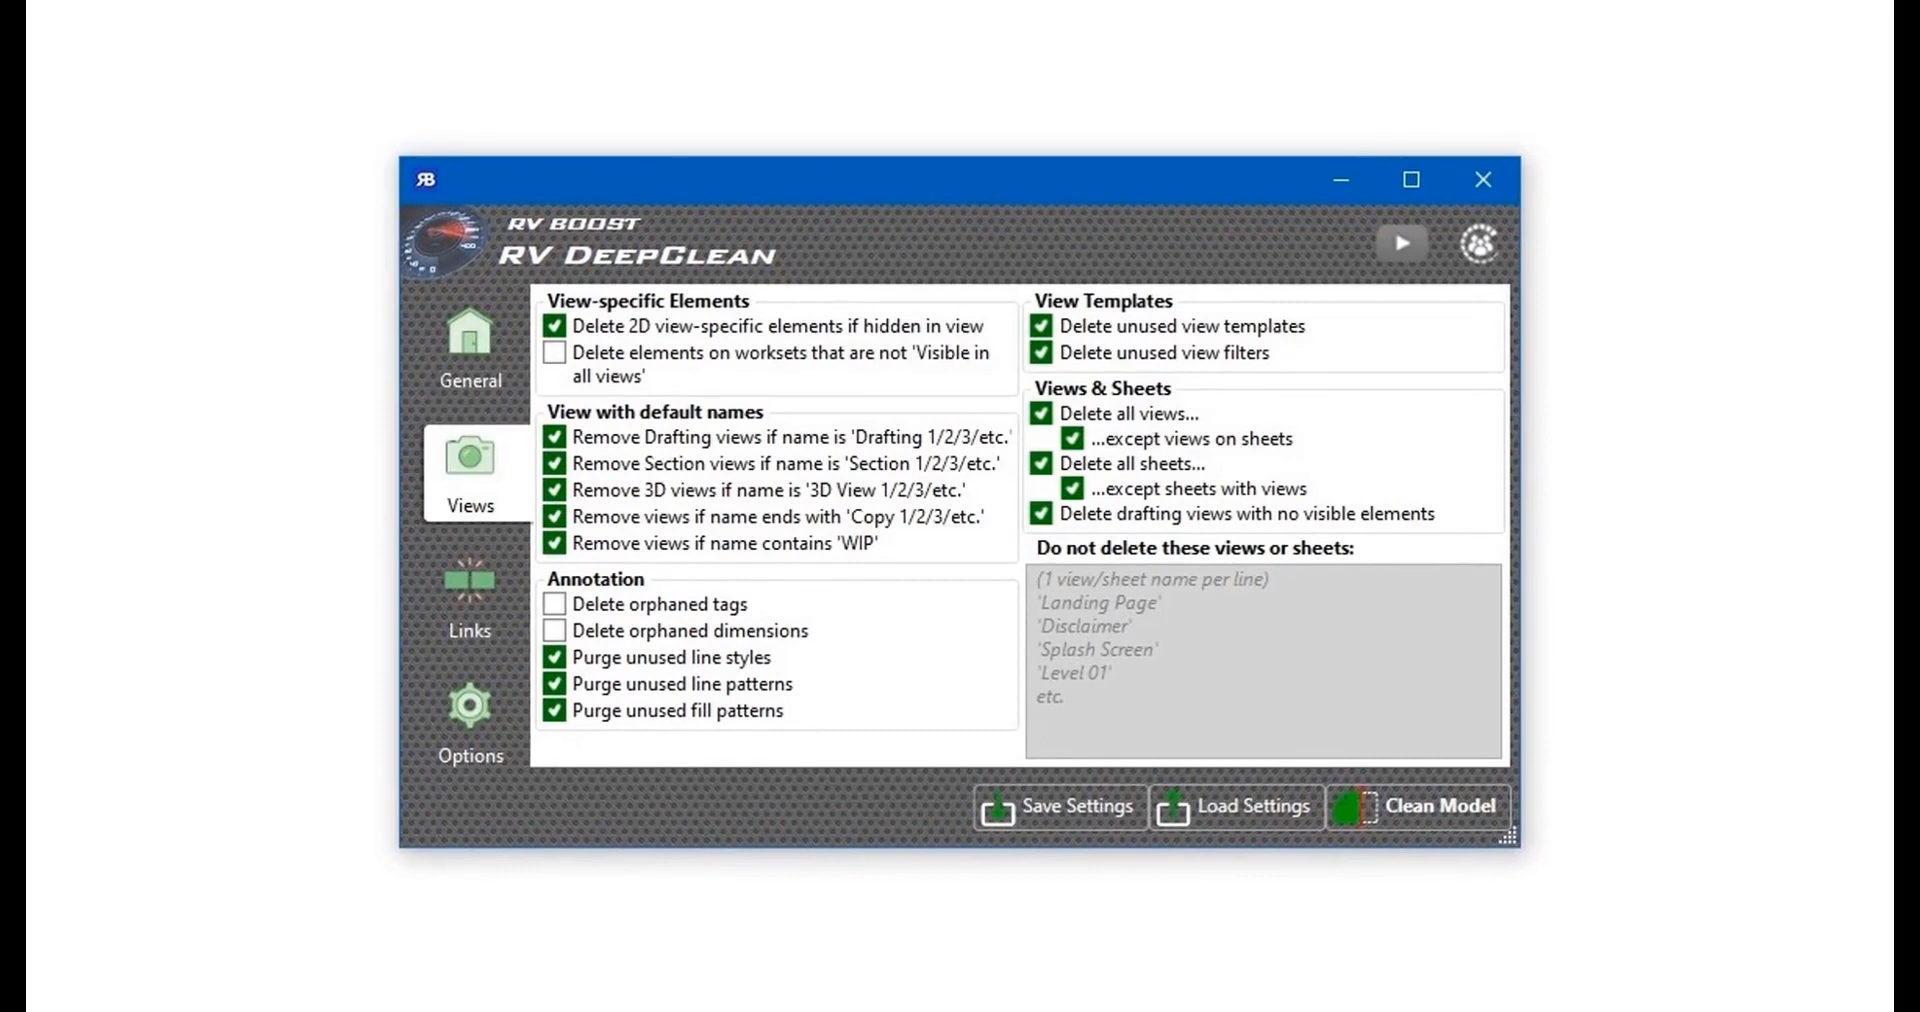 RB
RV BOOST
RV DEEPCLEAN
General
Views
Links
Options
View-specific Elements
Delete 2D view-specific elements if hidden in view
Delete elements on worksets that are not 'Visible in
all views'
View with default names
Remove Drafting views if name is 'Drafting 1/2/3/etc.'
Remove Section views if name is 'Section 1/2/3/etc.'
Remove 3D views if name is '3D View 1/2/3/etc.'
Remove views if name ends with 'Copy 1/2/3/etc.'
Remove views if name contains 'WIP'
Annotation
Delete orphaned tags
Delete orphaned dimensions
Purge unused line styles
Purge unused line patterns
Purge unused fill patterns
View Templates
Delete unused view templates
Delete unused view filters
Views & Sheets
Delete all views...
...except views on sheets
Delete all sheets...
...except sheets with views
Delete drafting views with no visible elements
Do not delete these views or sheets:
(1 view/sheet name per line)
'Landing Page'
'Disclaimer'
'Splash Screen'
'Level 01'
etc.
Save Settings
Load Settings
Clean Model